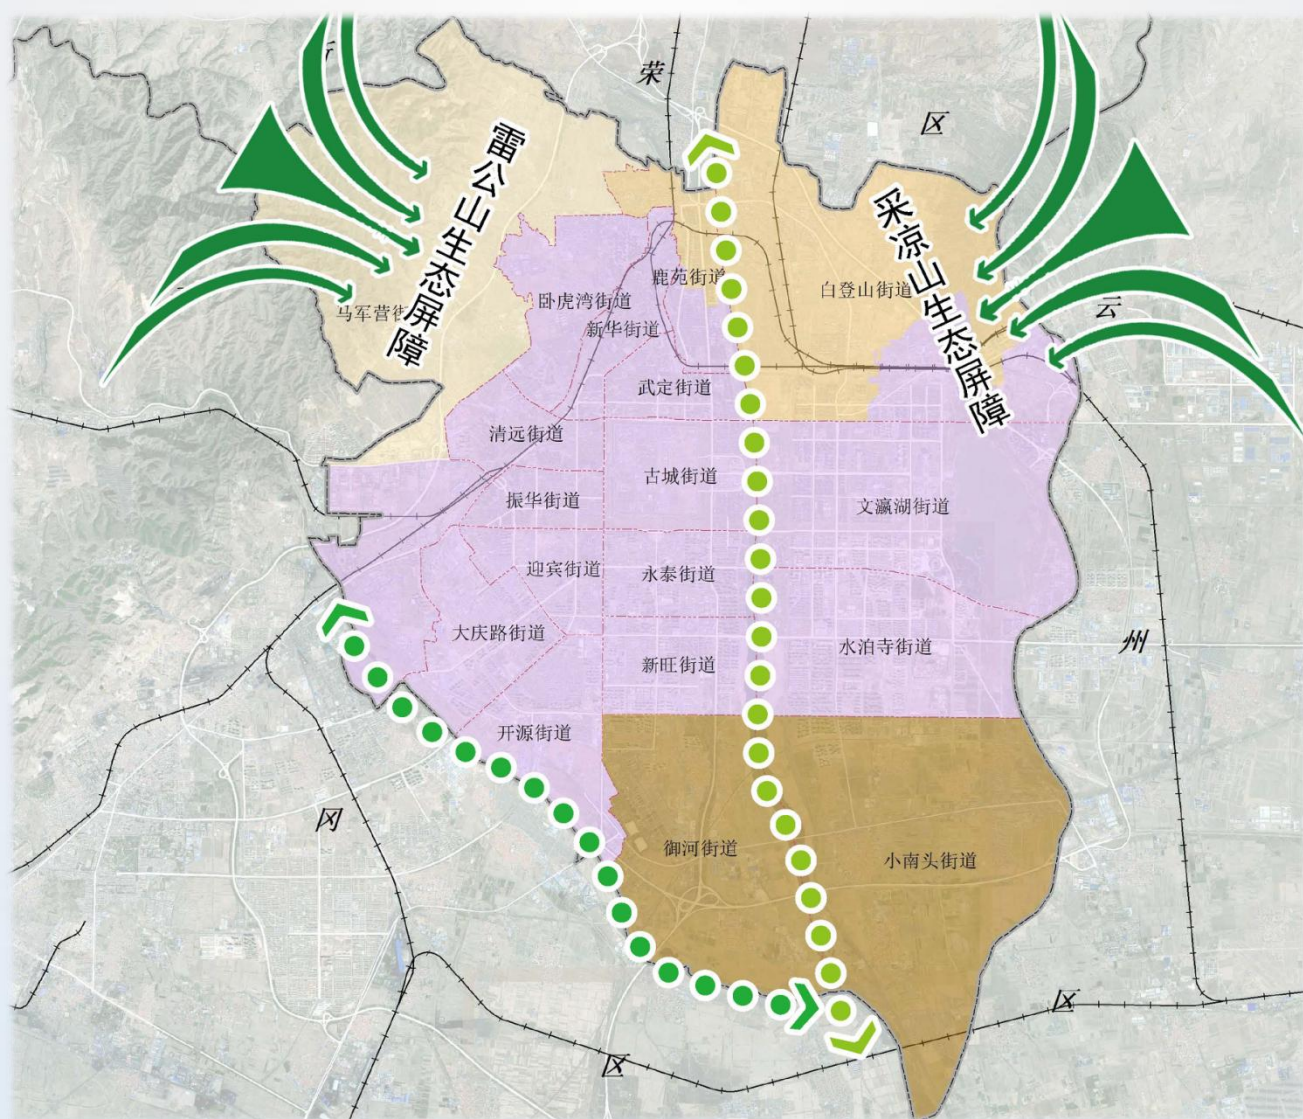 荣
区
雷公山生态屏障
采凉山生态屏障
鹿苑街道
白登山街道
卧虎湾街道
云
马军营街
新华街道
武定街道
清远街道
古城街道
振华街道
文瀛湖街道
迎宾街道
永泰街道
大庆路街道
水泊寺街道
州
新旺街道
开源街道
冈
御河街道
小南头街道
区
区